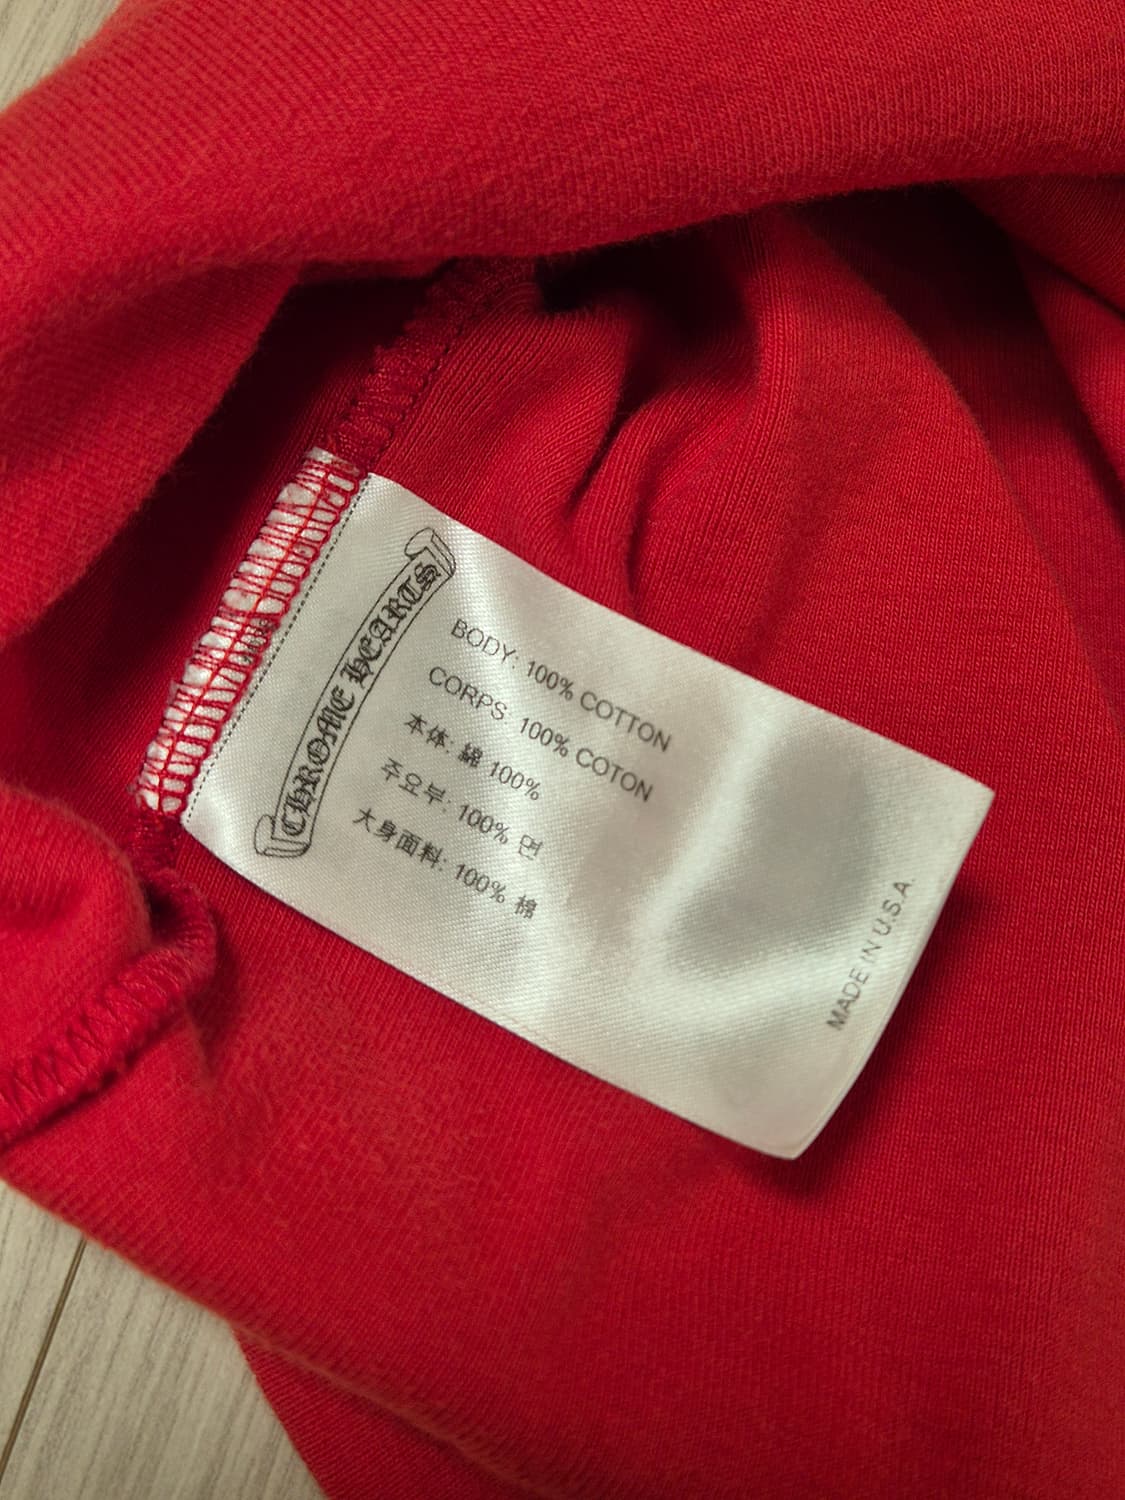 CHROME HEARTS
BODY: 100% COTTON
CORPS: 100% COTON
本体: 綿 100%
주요부: 100% 면
大身面料: 100% 棉
MADE IN U.S.A.